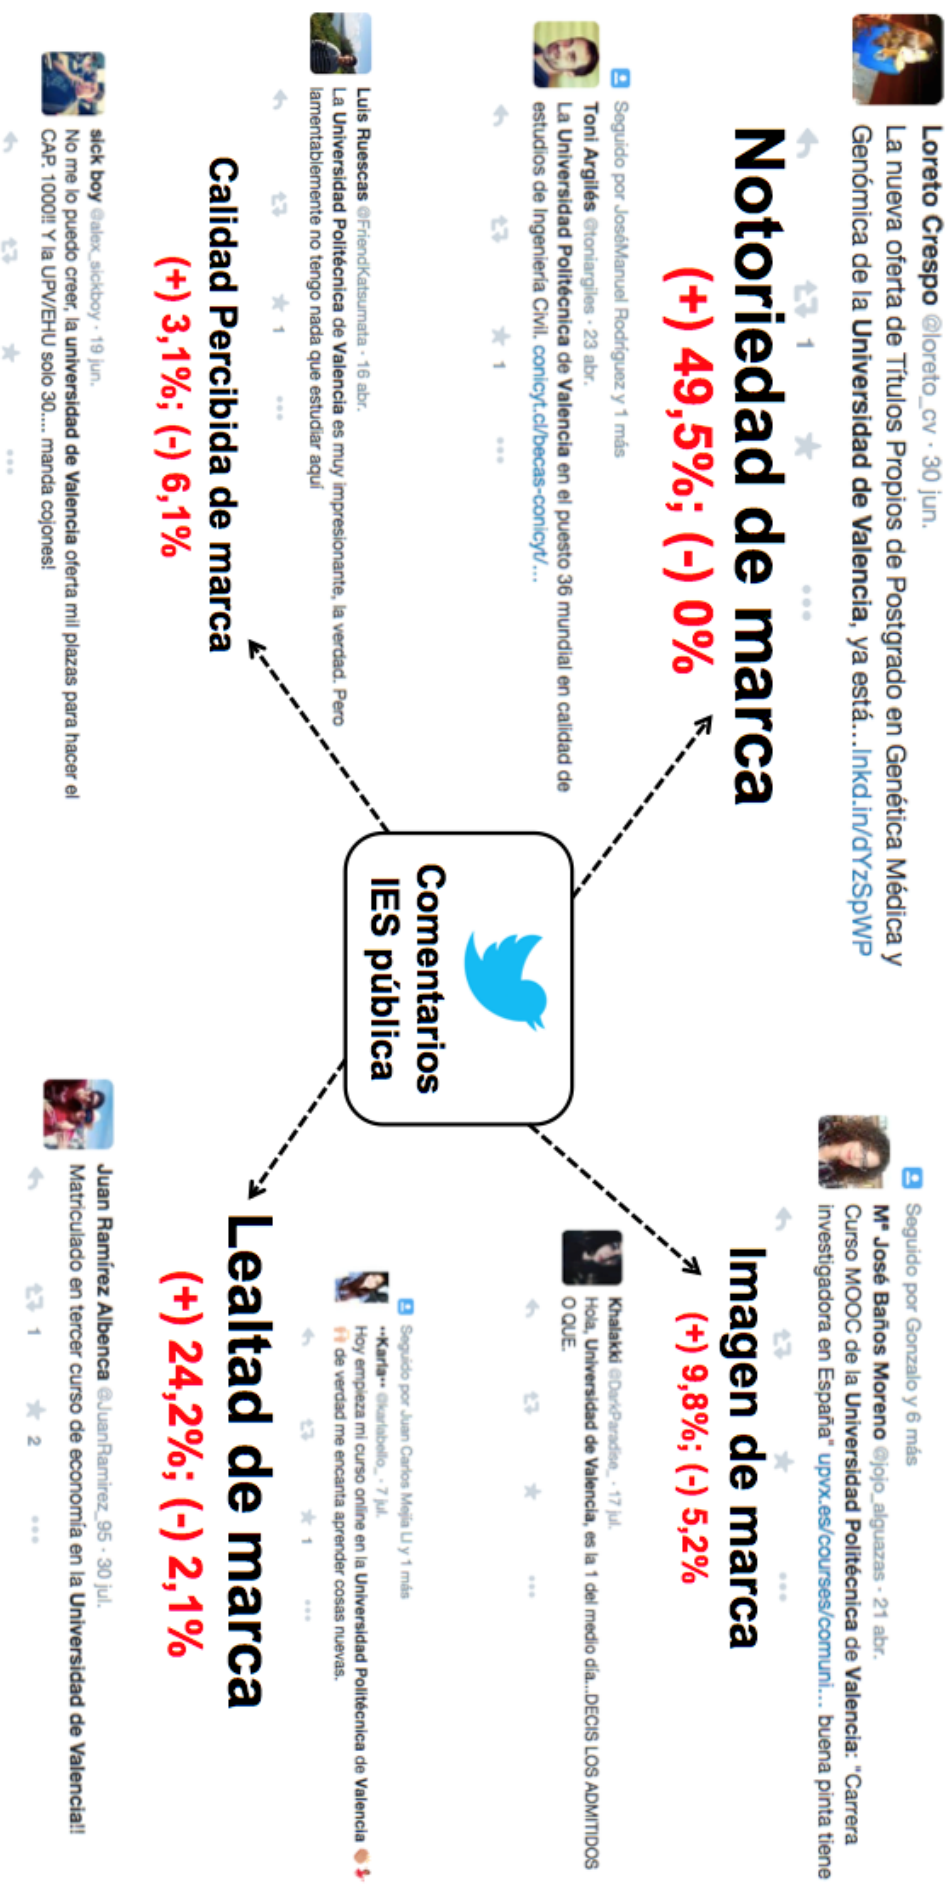 Loreto Crespo @loreto_cv · 30 jun.
La nueva oferta de Títulos Propios de Postgrado en Genética Médica y
Genómica de la Universidad de Valencia, ya está...lnkd.in/dYzSpWP
1
Notoriedad de marca
(+) 49,5%; (-) 0%
Seguido por JoséManuel Rodríguez y 1 más
Toni Argilés @toniargiles · 23 abr.
La Universidad Politécnica de Valencia en el puesto 36 mundial en calidad de
estudios de Ingeniería Civil. conicyt.cl/becas-conicyt/...
1
Seguido por Gonzalo y 6 más
Mª José Baños Moreno @jojo_alguazas · 21 abr.
Curso MOOC de la Universidad Politécnica de Valencia: "Carrera
investigadora en España" upvx.es/courses/comuni... buena pinta tiene
Imagen de marca
(+) 9,8%; (-) 5,2%
Khalakki @DarkParadise_ · 17 jul.
Hola, Universidad de Valencia, es la 1 del medio día...DECIS LOS ADMITIDOS
O QUE.
Comentarios
IES pública
Luis Ruescas @FriendKatsumata · 16 abr.
La Universidad Politécnica de Valencia es muy impresionante, la verdad. Pero
lamentablemente no tengo nada que estudiar aquí
1
Calidad Percibida de marca
(+) 3,1%; (-) 6,1%
sick boy @alex_sickboy · 19 jun.
No me lo puedo creer, la universidad de Valencia oferta mil plazas para hacer el
CAP. 1000!! Y la UPV/EHU solo 30.... manda cojones!
Seguido por Juan Carlos Mejía Ll y 1 más
**Karla** @karlabello_ · 7 jul.
Hoy empieza mi curso online en la Universidad Politécnica de Valencia
de verdad me encanta aprender cosas nuevas.
1
Lealtad de marca
(+) 24,2%; (-) 2,1%
Juan Ramírez Albenca @JuanRamirez_95 · 30 jul.
Matriculado en tercer curso de economía en la Universidad de Valencia!!
1 2